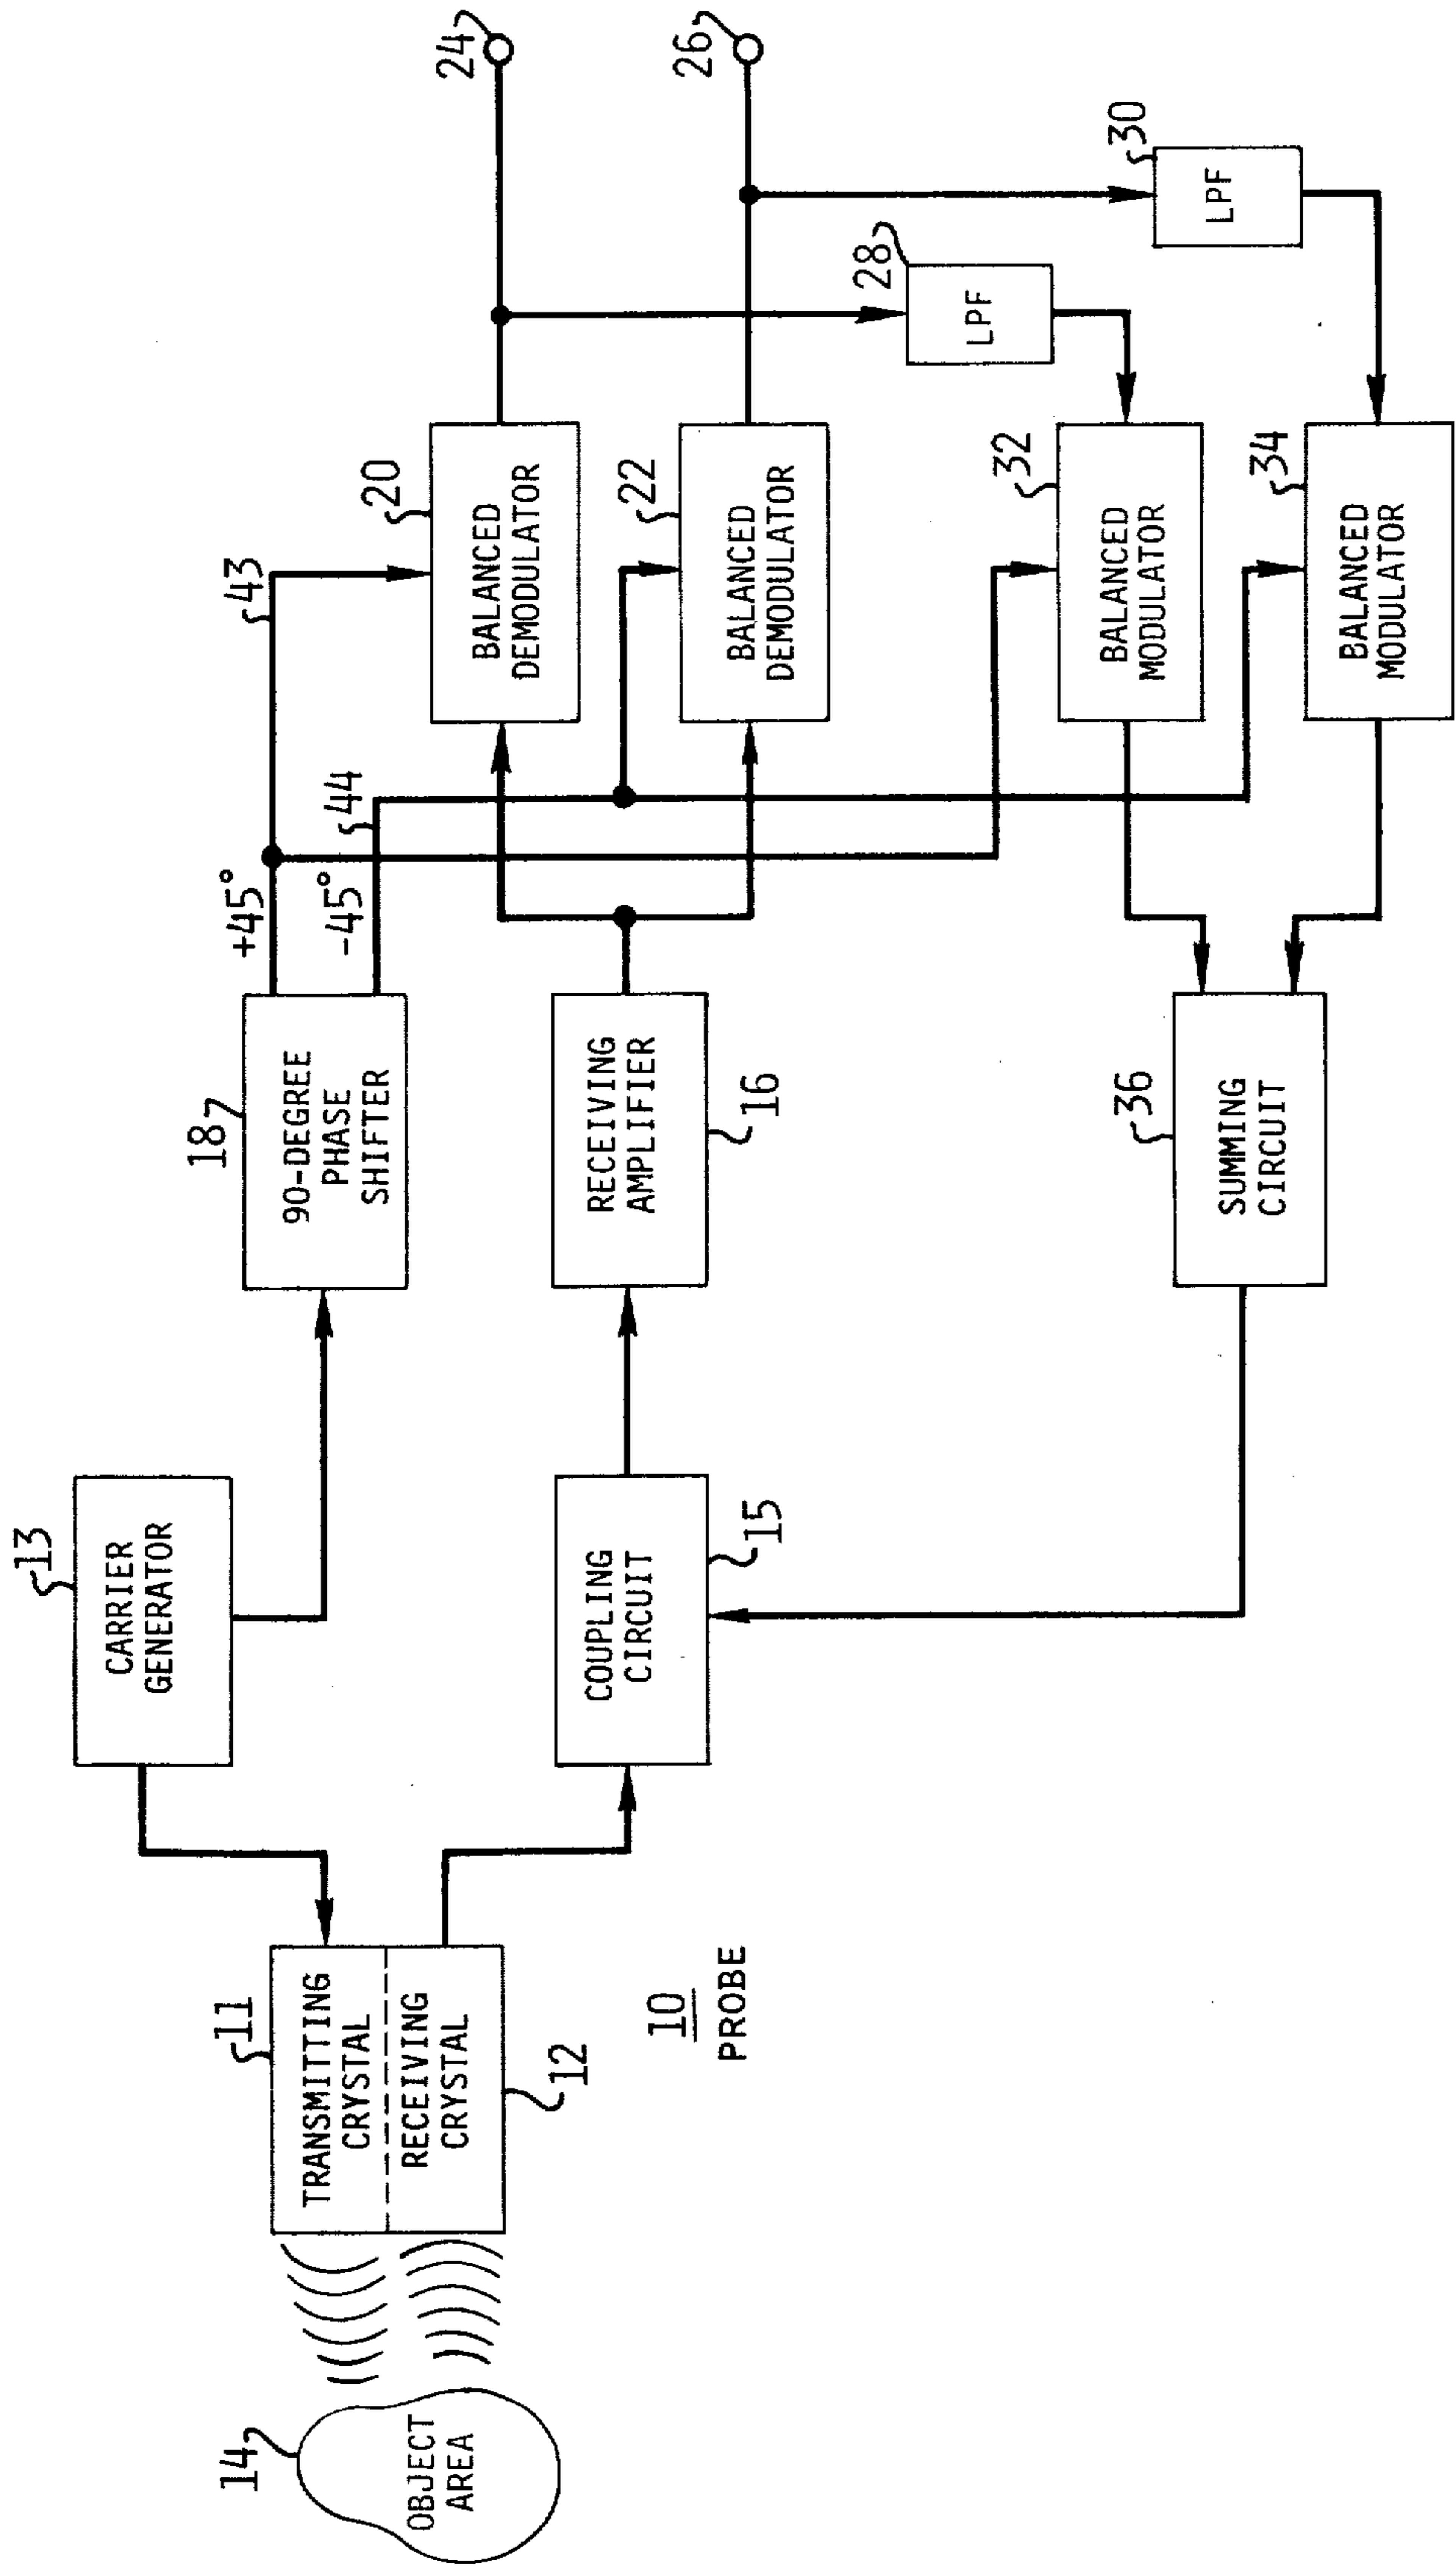 14
OBJECT
AREA
11
TRANSMITTING
CRYSTAL
RECEIVING
CRYSTAL
12
10
PROBE
13
CARRIER
GENERATOR
COUPLING
CIRCUIT
15
18
90-DEGREE
PHASE
SHIFTER
+45°
-45°
43
44
RECEIVING
AMPLIFIER
16
36
SUMMING
CIRCUIT
20
BALANCED
DEMODULATOR
22
BALANCED
DEMODULATOR
32
BALANCED
MODULATOR
34
BALANCED
MODULATOR
28
LPF
30
LPF
24
26